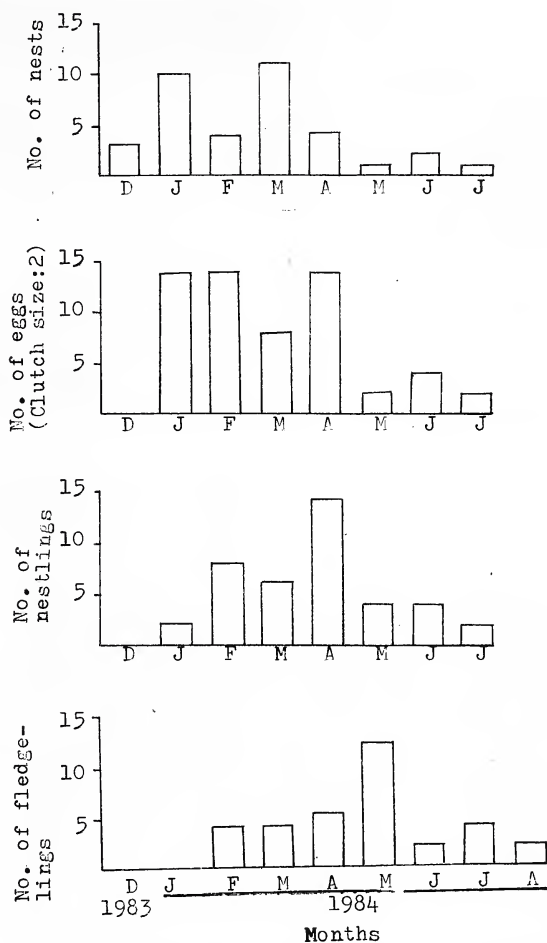 No. of nests
15
10
5
D J F M A M J J
No. of eggs
(Clutch size:2)
15
10
5
D J F M A M J J
No. of
nestlings
15
10
5
D J F M A M J J
No. of fledge-
lings
15
10
5
D J F M A M J J A
1983 1984
Months